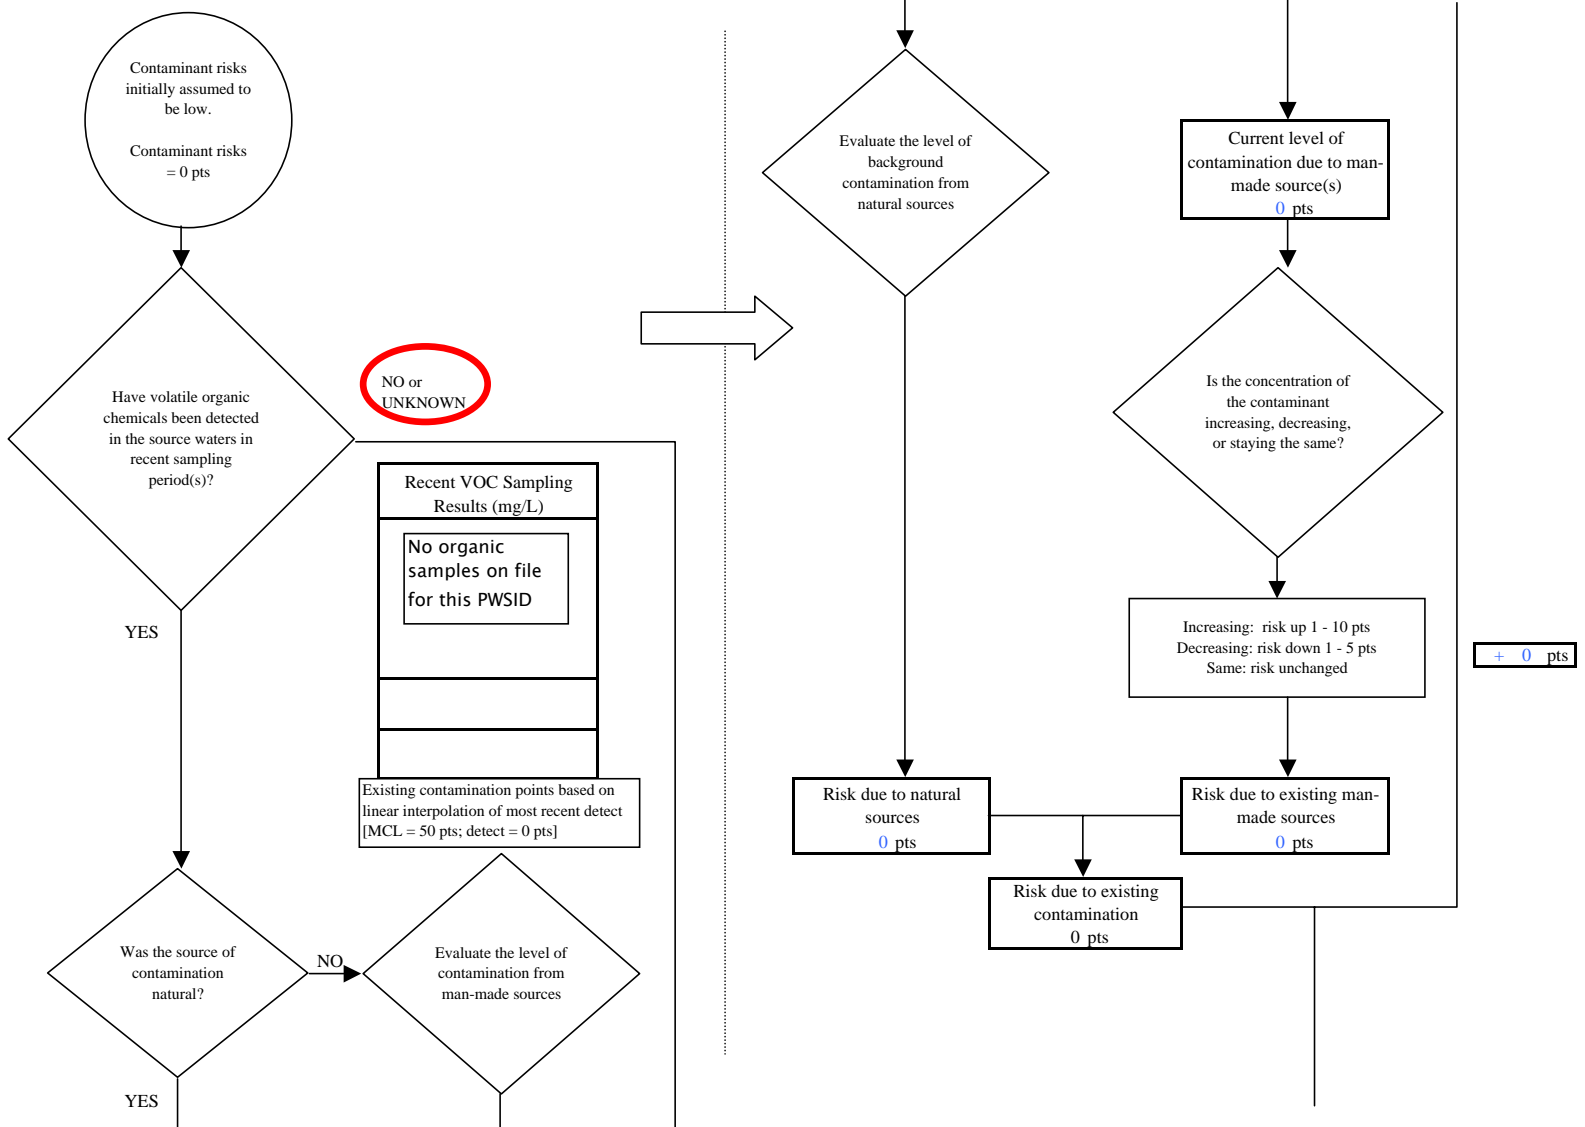 Contaminant risks
initially assumed to
be low.
Contaminant risks
= 0 pts
Have volatile organic
chemicals been detected
in the source waters in
recent sampling
period(s)?
NO or
UNKNOWN
YES
Recent VOC Sampling
Results (mg/L)
No organic
samples on file
for this PWSID
Existing contamination points based on
linear interpolation of most recent detect
[MCL = 50 pts; detect = 0 pts]
Was the source of
contamination
natural?
NO
Evaluate the level of
contamination from
man-made sources
YES
Evaluate the level of
background
contamination from
natural sources
Current level of
contamination due to man-
made source(s)
0 pts
Is the concentration of
the contaminant
increasing, decreasing,
or staying the same?
Increasing: risk up 1 - 10 pts
Decreasing: risk down 1 - 5 pts
Same: risk unchanged
+ 0 pts
Risk due to natural
sources
0 pts
Risk due to existing man-
made sources
0 pts
Risk due to existing
contamination
0 pts